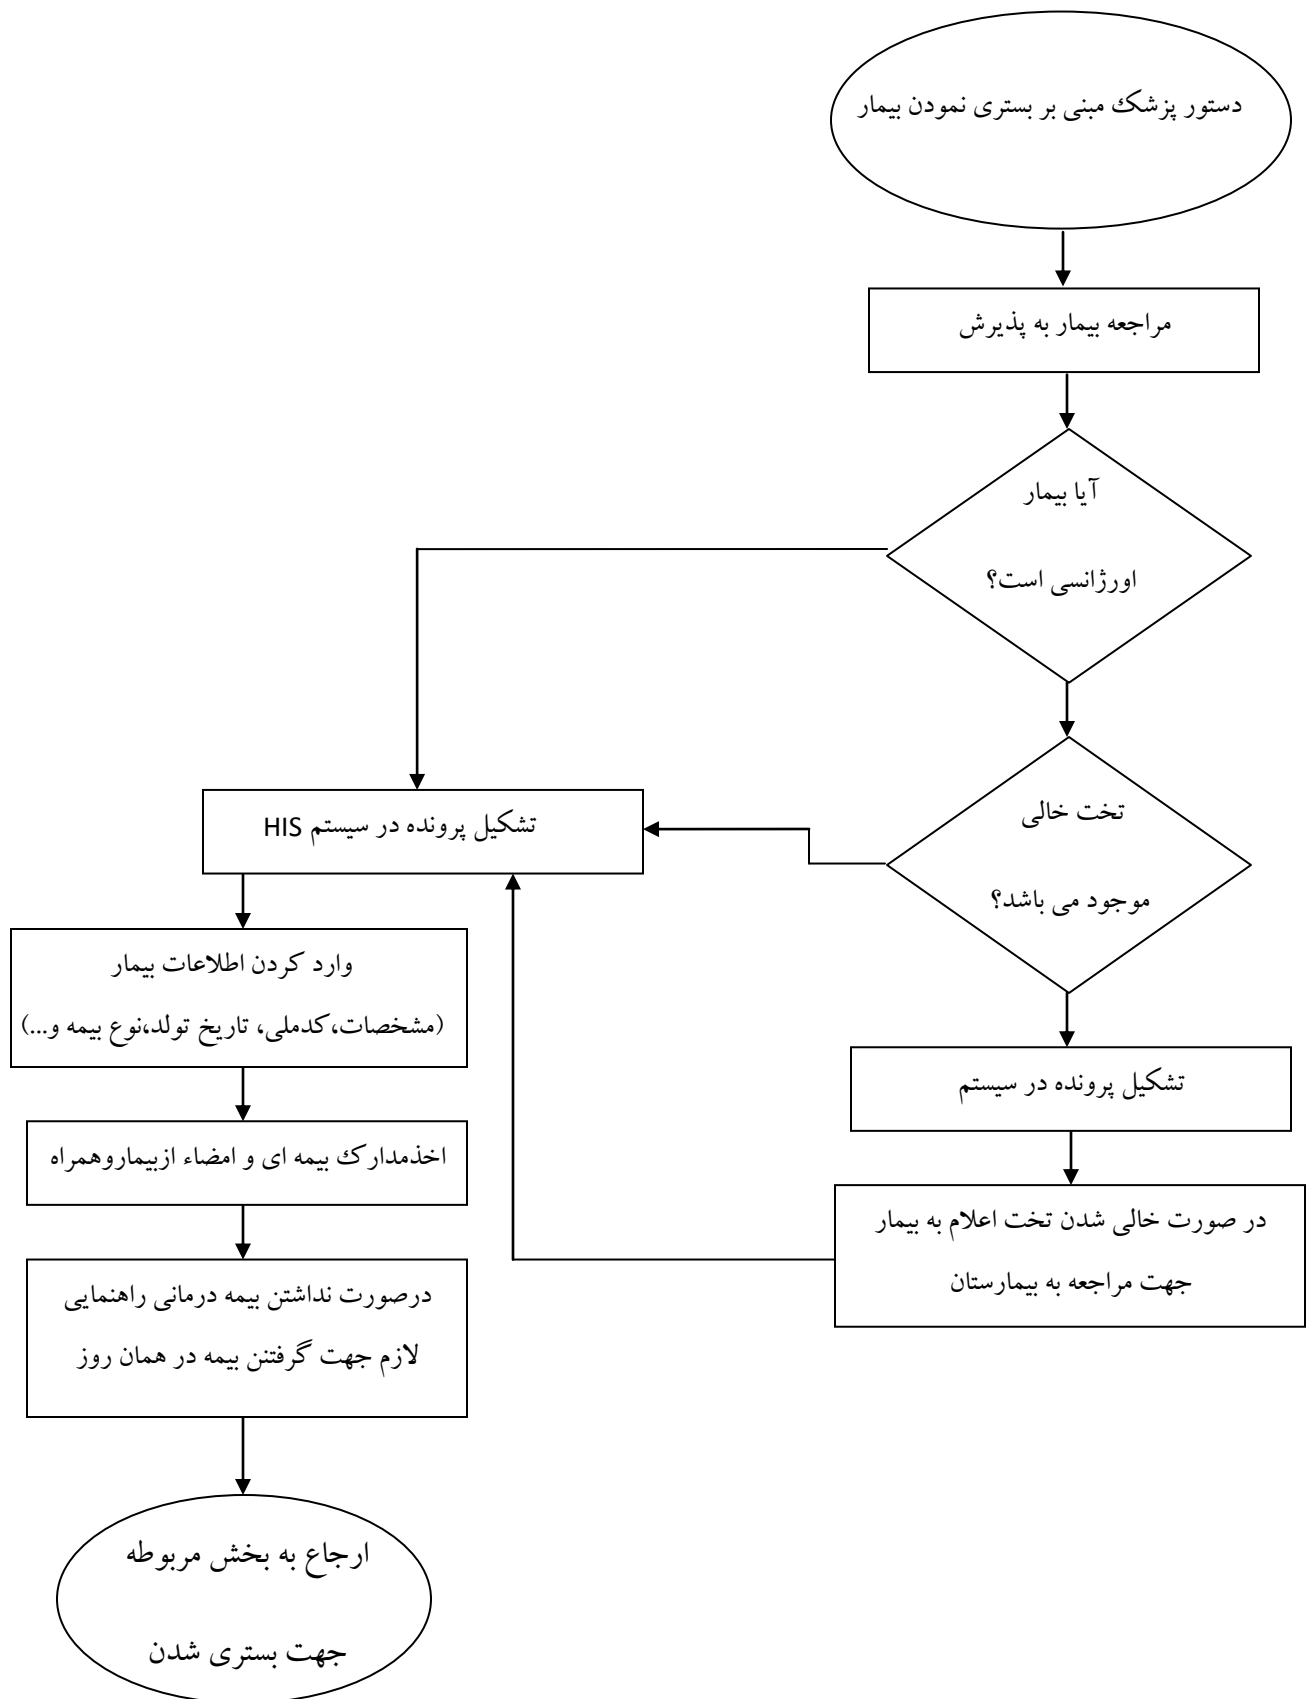 دستور پزشک مبنی بر بستری نمودن بیمار
مراجعه بیمار به پذیرش
آیا بیمار
اورژانسی است؟
تخت خالی
موجود می باشد؟
تشکیل پرونده در سیستم
در صورت خالی شدن تخت اعلام به بیمار
جهت مراجعه به بیمارستان
تشکیل پرونده در سیستم HIS
وارد کردن اطلاعات بیمار
(مشخصات،کدملی، تاریخ تولد،نوع بیمه و...)
اخذمدارک بیمه ای و امضاء ازبیماروهمراه
درصورت نداشتن بیمه درمانی راهنمایی
لازم جهت گرفتنن بیمه در همان روز
ارجاع به بخش مربوطه
جهت بستری شدن